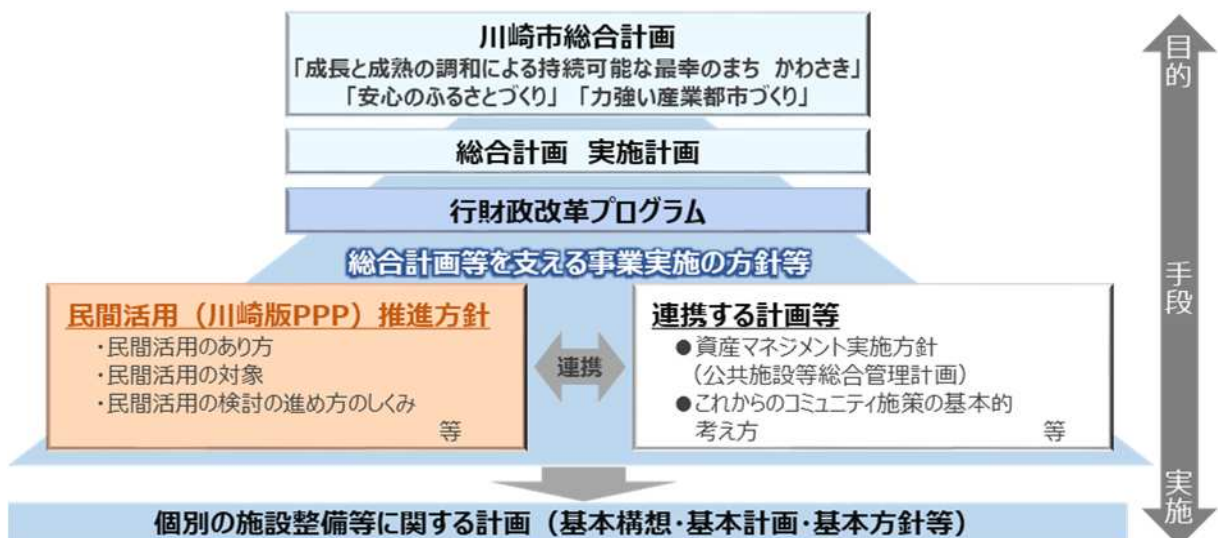 川崎市総合計画
「成長と成熟の調和による持続可能な最幸のまち かわさき」
「安心のふるさとづくり」 「力強い産業都市づくり」
総合計画 実施計画
行財政改革プログラム
総合計画等を支える事業実施の方針等
民間活用（川崎版PPP）推進方針
・民間活用のあり方
・民間活用の対象
・民間活用の検討の進め方のしくみ
等
連携
連携する計画等
●資産マネジメント実施方針
（公共施設等総合管理計画）
●これからのコミュニティ施策の基本的
考え方 等
個別の施設整備等に関する計画（基本構想・基本計画・基本方針等）
目的
手段
実施